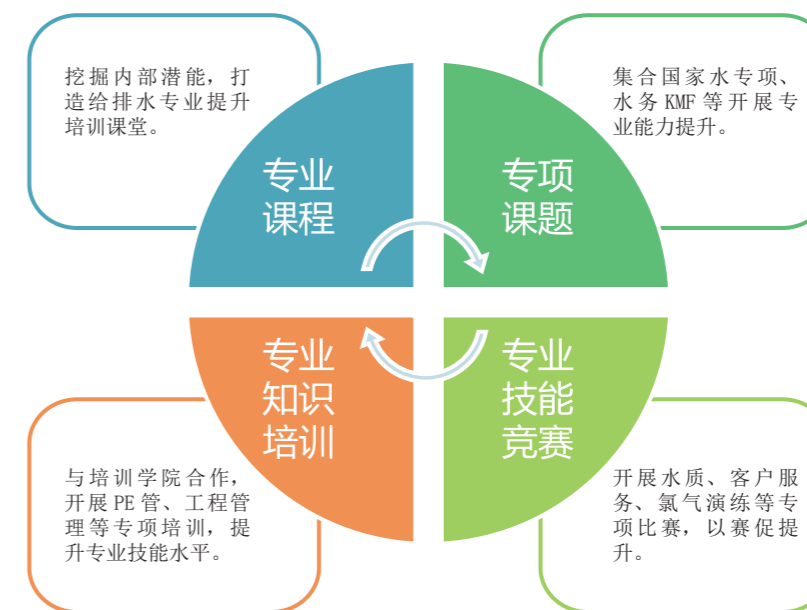 挖掘内部潜能，打
造给排水专业提升
培训课堂。
集合国家水专项、
水务 KMF 等开展专
业能力提升。
专业
课程
专项
课题
专业
知识
培训
专业
技能
竞赛
与培训学院合作，
开展 PE 管、工程管
理等专项培训，提
升专业技能水平。
开展水质、客户服
务、氯气演练等专
项比赛，以赛促提
升。